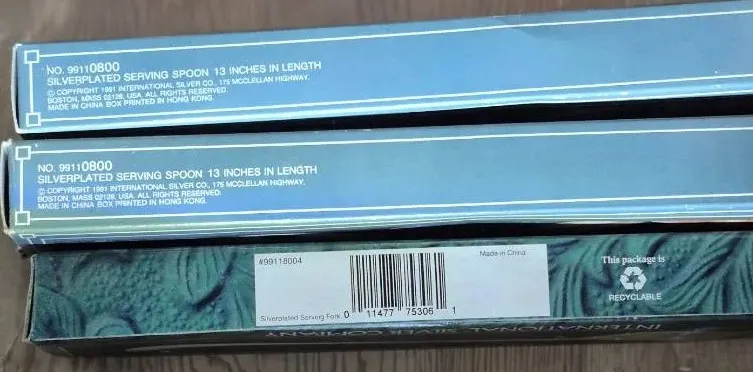 NO. 99110800
SILVERPLATED SERVING SPOON 13 INCHES IN LENGTH
© COPYRIGHT 1991 INTERNATIONAL SILVER CO., 175 MCCLELLAN HIGHWAY,
BOSTON, MASS 02128, USA. ALL RIGHTS RESERVED.
MADE IN CHINA BOX PRINTED IN HONG KONG.
NO. 99110800
SILVERPLATED SERVING SPOON 13 INCHES IN LENGTH
© COPYRIGHT 1991 INTERNATIONAL SILVER CO., 175 MCCLELLAN HIGHWAY,
BOSTON, MASS 02128, USA. ALL RIGHTS RESERVED.
MADE IN CHINA BOX PRINTED IN HONG KONG.
#99118004
Made in China
Silverplated Serving Fork
0 11477 75306 1
This package is
RECYCLABLE
INTERNATIONAL SILVER COMPANY